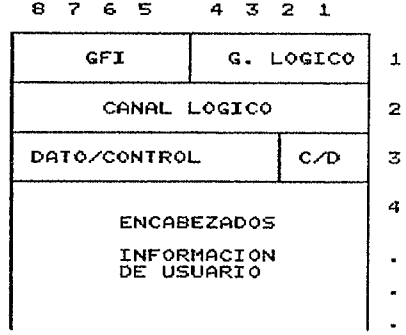 8 7 6 5 4 3 2 1
GFI G. LOGICO 1
CANAL LOGICO 2
DATO/CONTROL C/D 3
4
ENCABEZADOS
INFORMACION .
DE USUARIO
.
.